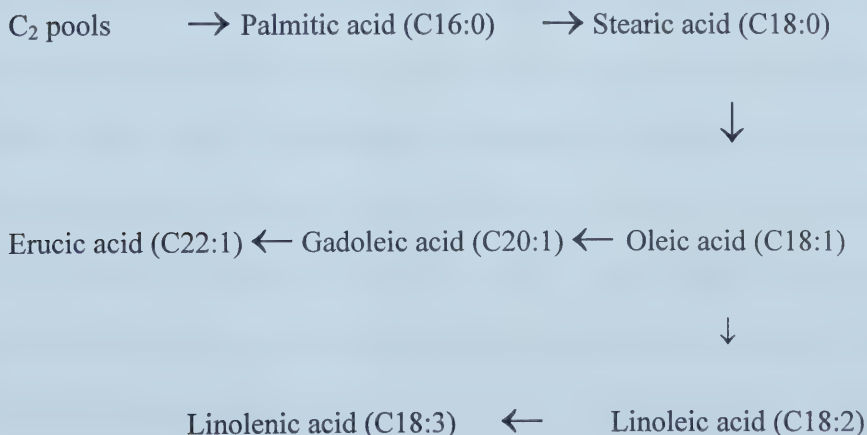 C₂ pools → Palmitic acid (C16:0) → Stearic acid (C18:0)
↓
Erucic acid (C22:1) ← Gadoleic acid (C20:1) ← Oleic acid (C18:1)
↓
Linolenic acid (C18:3) ← Linoleic acid (C18:2)